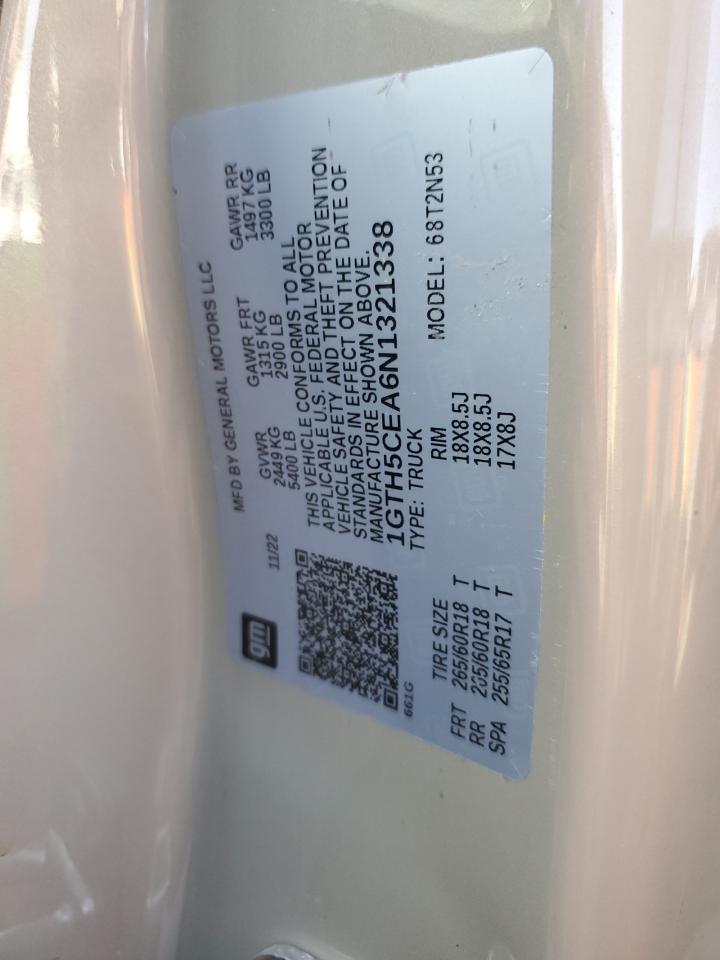 gm
MFD BY GENERAL MOTORS LLC
11/22
GVWR GAWR FRT GAWR RR
2449 KG 1315 KG 1497 KG
5400 LB 2900 LB 3300 LB
THIS VEHICLE CONFORMS TO ALL
APPLICABLE U.S. FEDERAL MOTOR
VEHICLE SAFETY AND THEFT PREVENTION
STANDARDS IN EFFECT ON THE DATE OF
MANUFACTURE SHOWN ABOVE.
1GTH5CEA6N1321338
661G
TYPE: TRUCK MODEL: 68T2N53
TIRE SIZE RIM
FRT 265/60R18 T 18X8.5J
RR 265/60R18 T 18X8.5J
SPA 255/65R17 T 17X8J